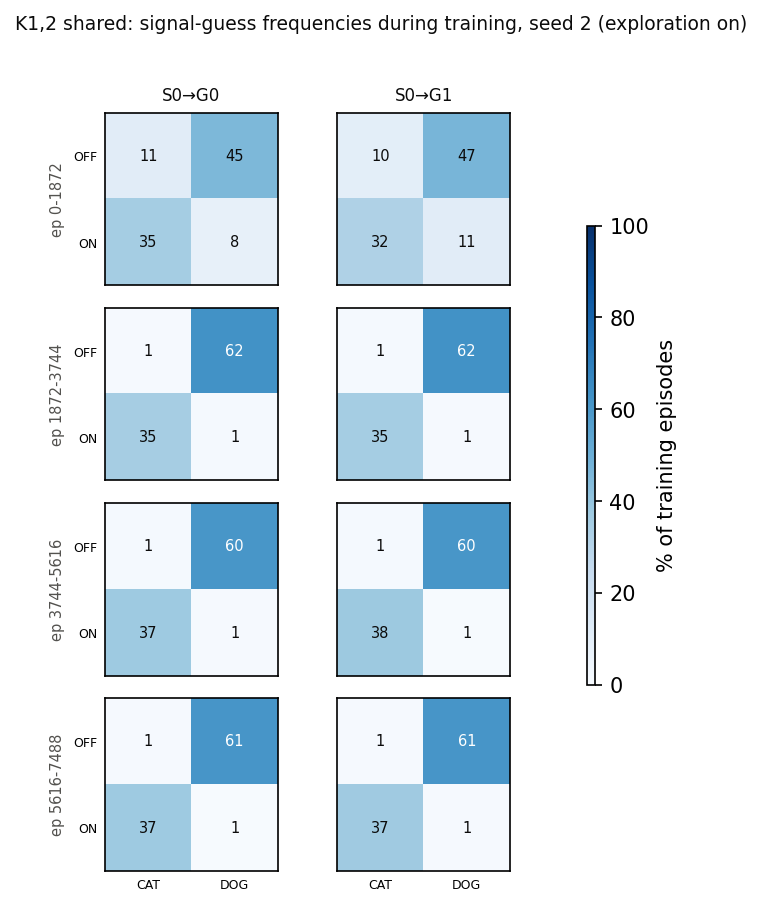 K1,2 shared: signal-guess frequencies during training, seed 2 (exploration on)
S0→G0
S0→G1
ep 0-1872
OFF
11
45
10
47
ON
35
8
32
11
ep 1872-3744
OFF
1
62
1
62
ON
35
1
35
1
ep 3744-5616
OFF
1
60
1
60
ON
37
1
38
1
ep 5616-7488
OFF
1
61
1
61
ON
37
1
37
1
CAT
DOG
CAT
DOG
100
80
60
40
20
0
% of training episodes